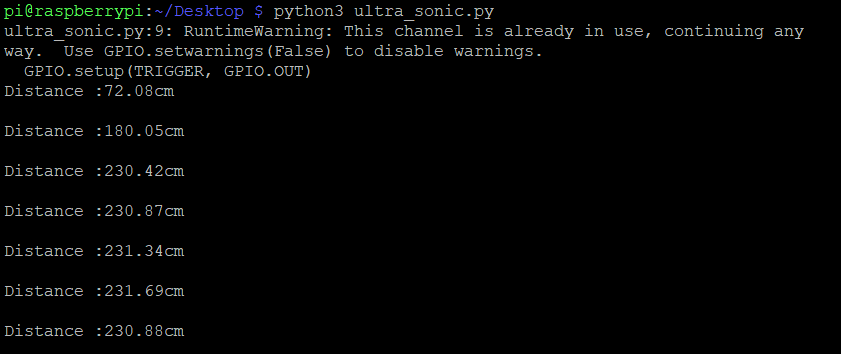 pi@raspberrypi:~/Desktop $ python3 ultra_sonic.py
ultra_sonic.py:9: RuntimeWarning: This channel is already in use, continuing any
way.  Use GPIO.setwarnings(False) to disable warnings.
  GPIO.setup(TRIGGER, GPIO.OUT)
Distance :72.08cm
Distance :180.05cm
Distance :230.42cm
Distance :230.87cm
Distance :231.34cm
Distance :231.69cm
Distance :230.88cm